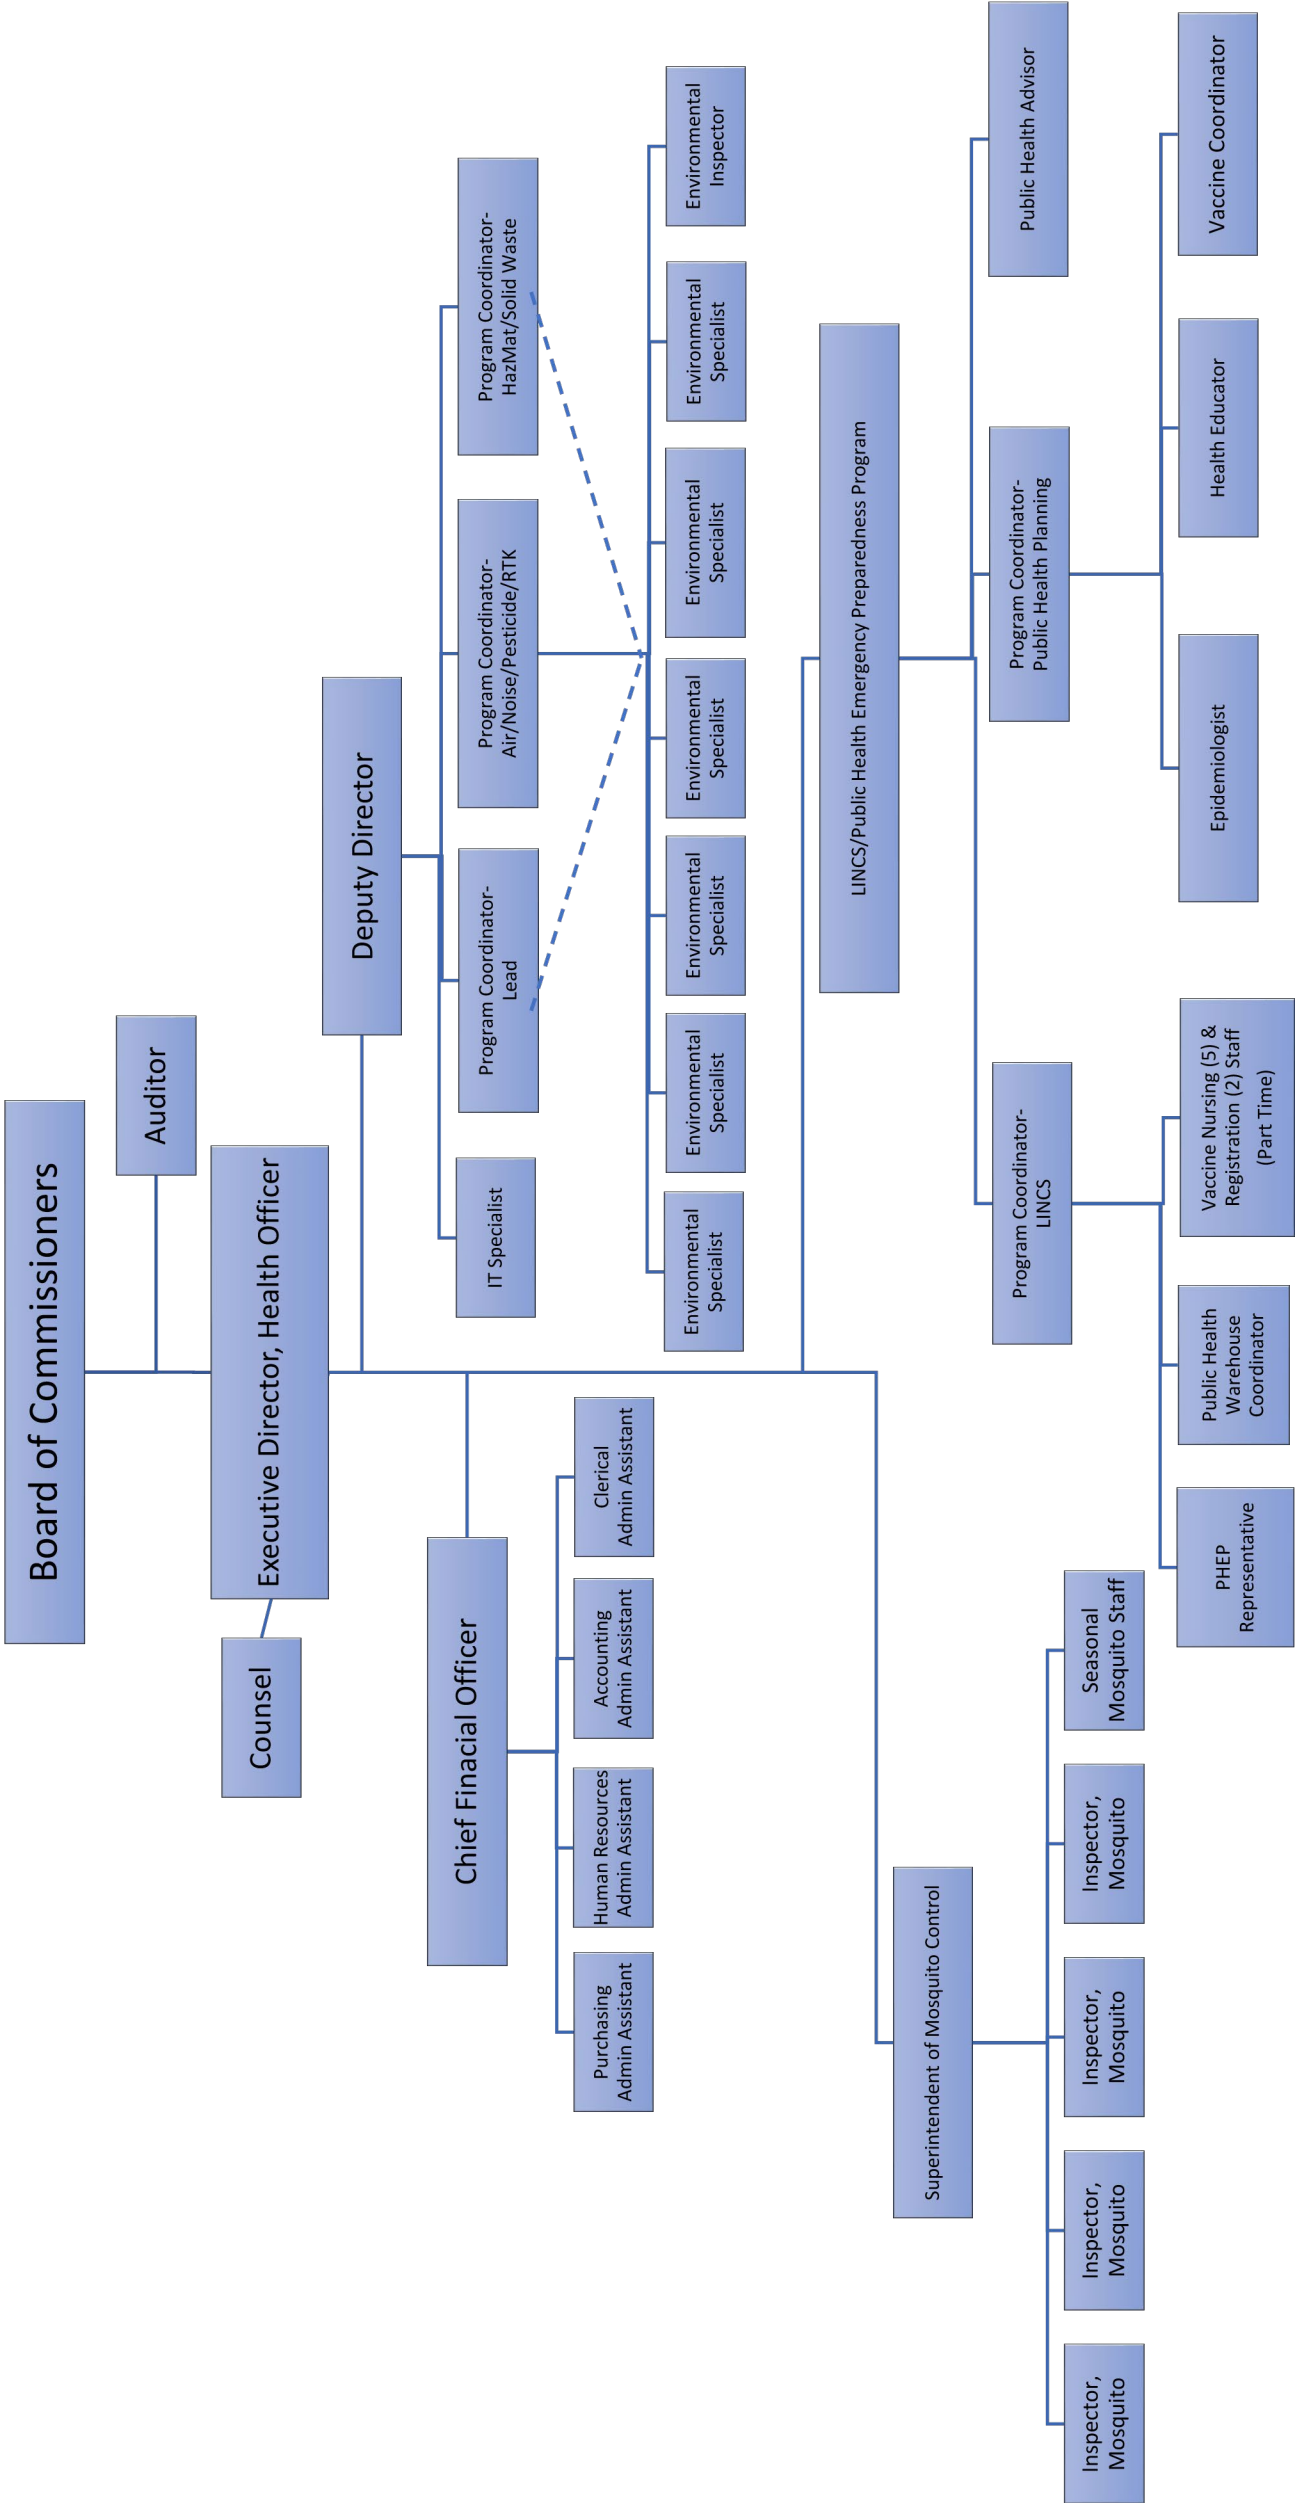 Board of Commissioners
Auditor
Executive Director, Health Officer
Counsel
Deputy Director
Chief Finacial Officer
IT Specialist
Program Coordinator-
Lead
Program Coordinator-
Air/Noise/Pesticide/RTK
Program Coordinator-
HazMat/Solid Waste
Purchasing
Admin Assistant
Human Resources
Admin Assistant
Accounting
Admin Assistant
Clerical
Admin Assistant
Environmental
Specialist
Environmental
Specialist
Environmental
Specialist
Environmental
Specialist
Environmental
Specialist
Environmental
Specialist
Environmental
Inspector
LINCS/Public Health Emergency Preparedness Program
Superintendent of Mosquito Control
Program Coordinator-
LINCS
Program Coordinator-
Public Health Planning
Public Health Advisor
Inspector,
Mosquito
Inspector,
Mosquito
Inspector,
Mosquito
Inspector,
Mosquito
Seasonal
Mosquito Staff
PHEP
Representative
Public Health
Warehouse
Coordinator
Vaccine Nursing (5) &
Registration (2) Staff
(Part Time)
Epidemiologist
Health Educator
Vaccine Coordinator